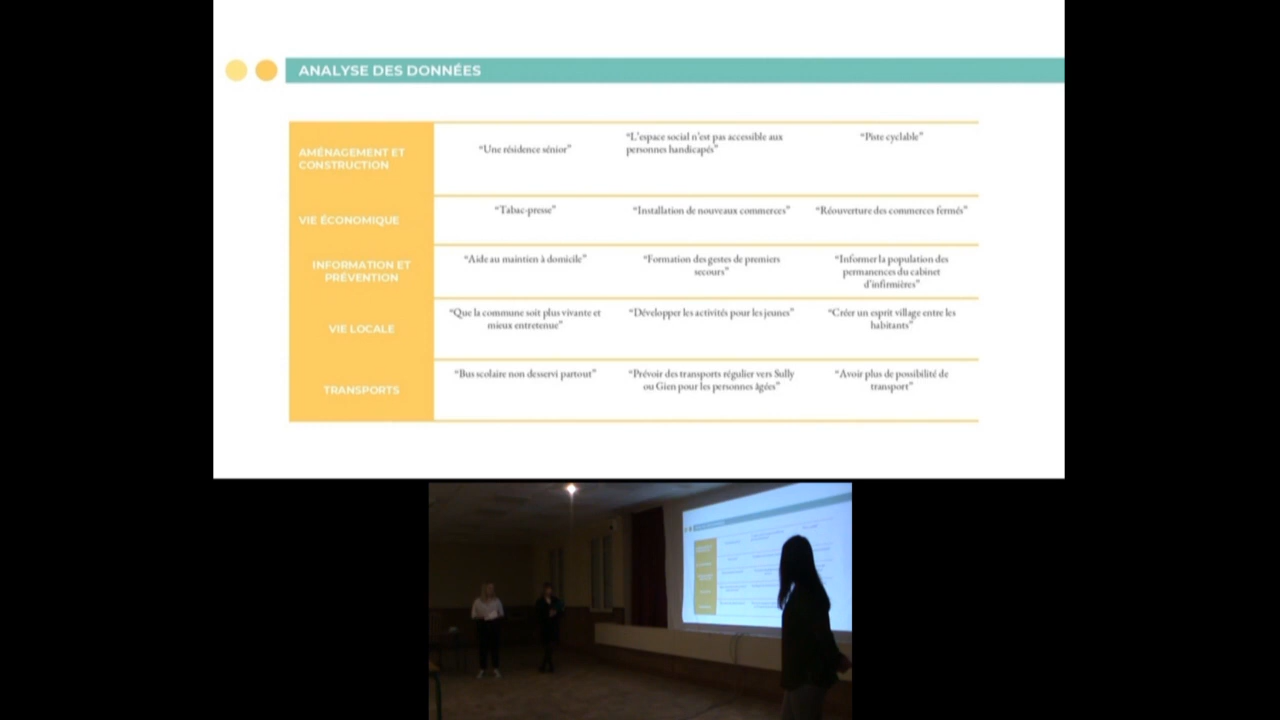 ANALYSE DES DONNÉES
AMÉNAGEMENT ET
CONSTRUCTION
“Une résidence sénior”
“L’espace social n’est pas accessible aux
personnes handicapés”
“Piste cyclable”
VIE ÉCONOMIQUE
“Tabac-presse”
“Installation de nouveaux commerces”
“Réouverture des commerces fermés”
INFORMATION ET
PRÉVENTION
“Aide au maintien à domicile”
“Formation des gestes de premiers
secours”
“Informer la population des
permanences du cabinet
d’infirmières”
VIE LOCALE
“Que la commune soit plus vivante et
mieux entretenue”
“Développer les activités pour les jeunes”
“Créer un esprit village entre les
habitants”
TRANSPORTS
“Bus scolaire non desservi partout”
“Prévoir des transports régulier vers Sully
ou Gien pour les personnes âgées”
“Avoir plus de possibilité de
transport”